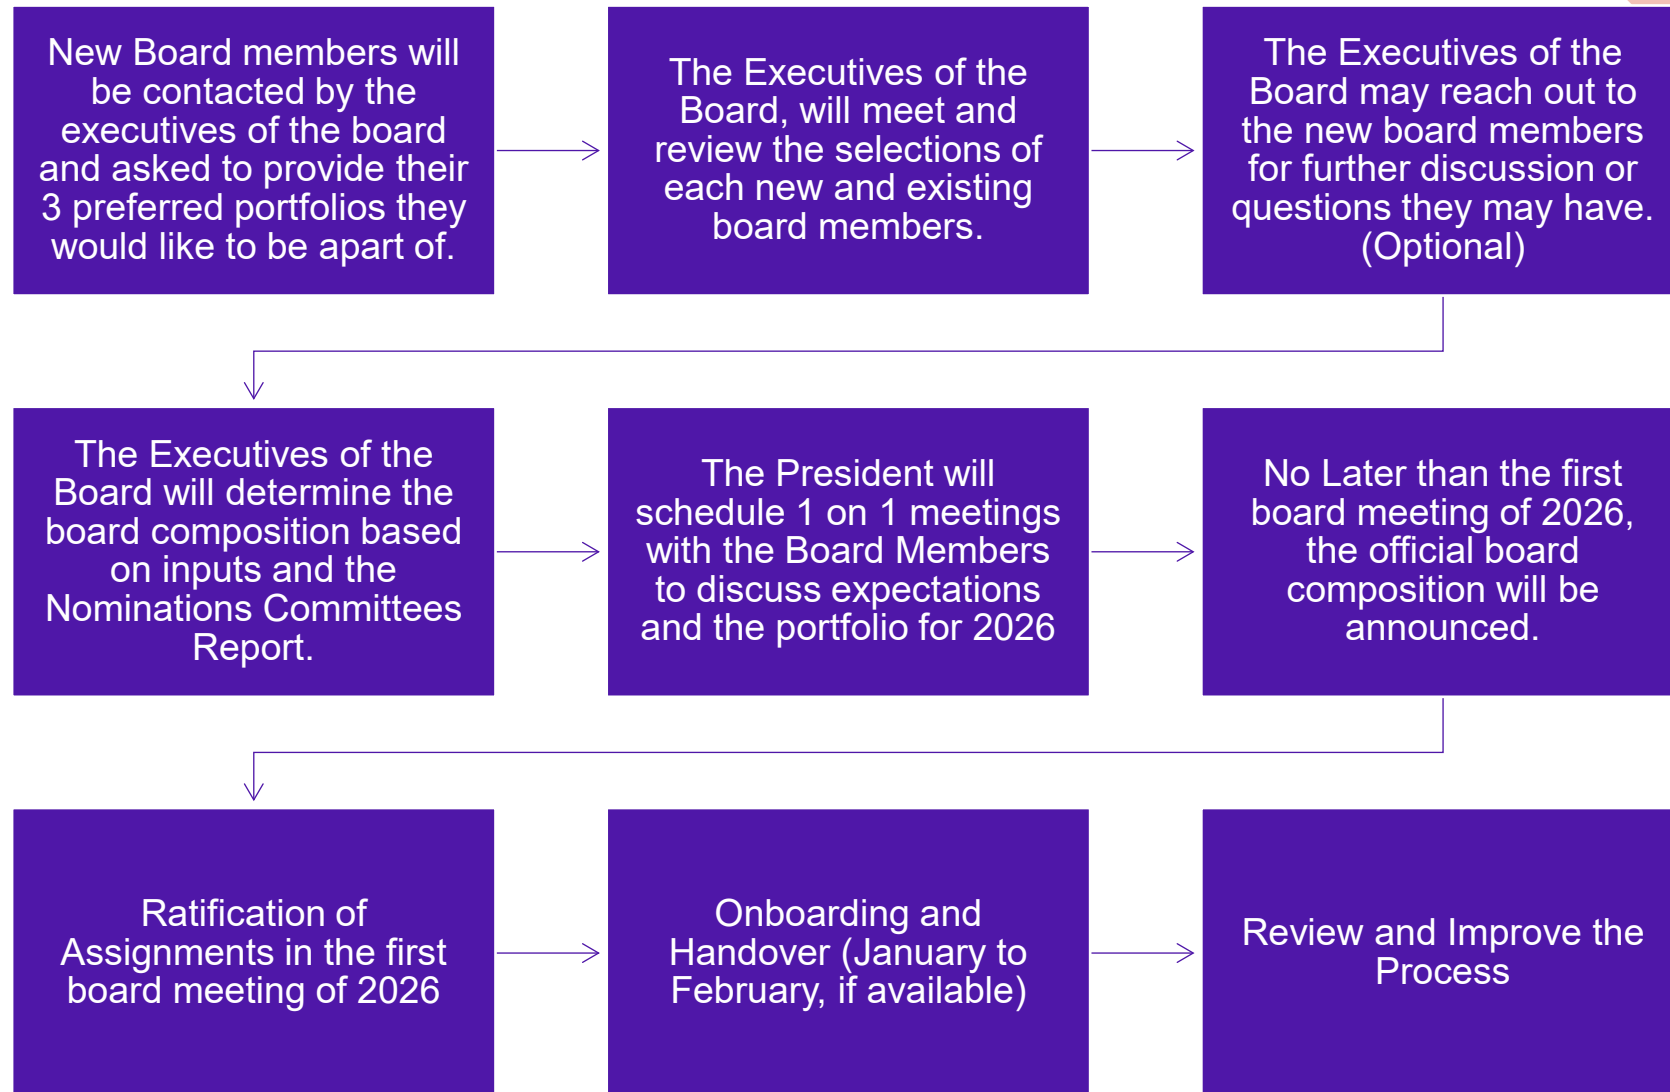 New Board members will
be contacted by the
executives of the board
and asked to provide their
3 preferred portfolios they
would like to be apart of.
The Executives of the
Board, will meet and
review the selections of
each new and existing
board members.
The Executives of the
Board may reach out to
the new board members
for further discussion or
questions they may have.
(Optional)
The Executives of the
Board will determine the
board composition based
on inputs and the
Nominations Committees
Report.
The President will
schedule 1 on 1 meetings
with the Board Members
to discuss expectations
and the portfolio for 2026
No Later than the first
board meeting of 2026,
the official board
composition will be
announced.
Ratification of
Assignments in the first
board meeting of 2026
Onboarding and
Handover (January to
February, if available)
Review and Improve the
Process